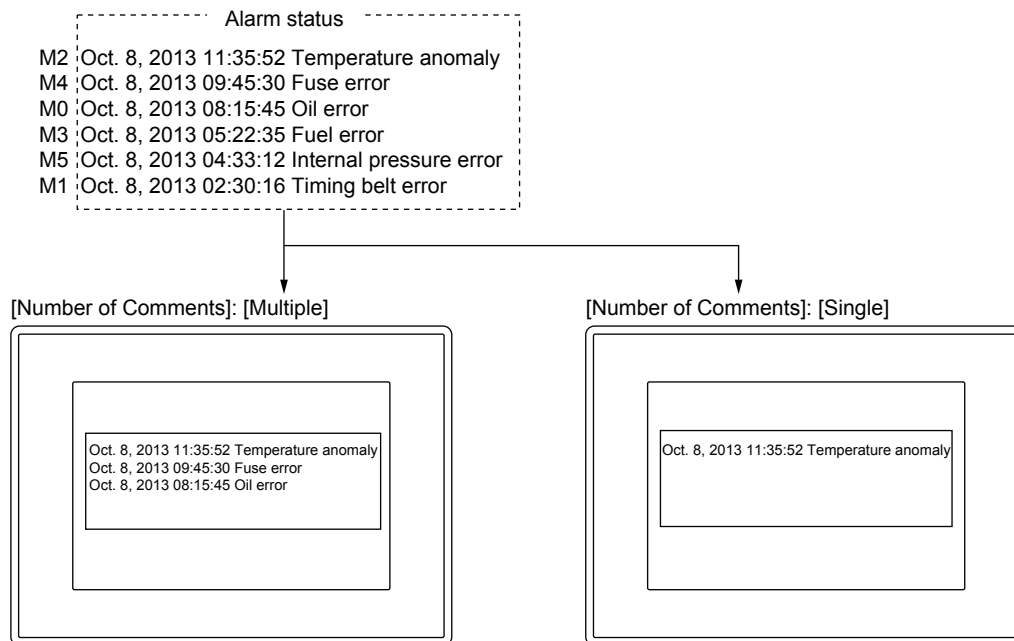 Alarm status
M2 Oct. 8, 2013 11:35:52 Temperature anomaly
M4 Oct. 8, 2013 09:45:30 Fuse error
M0 Oct. 8, 2013 08:15:45 Oil error
M3 Oct. 8, 2013 05:22:35 Fuel error
M5 Oct. 8, 2013 04:33:12 Internal pressure error
M1 Oct. 8, 2013 02:30:16 Timing belt error
[Number of Comments]: [Multiple]
Oct. 8, 2013 11:35:52 Temperature anomaly
Oct. 8, 2013 09:45:30 Fuse error
Oct. 8, 2013 08:15:45 Oil error
[Number of Comments]: [Single]
Oct. 8, 2013 11:35:52 Temperature anomaly